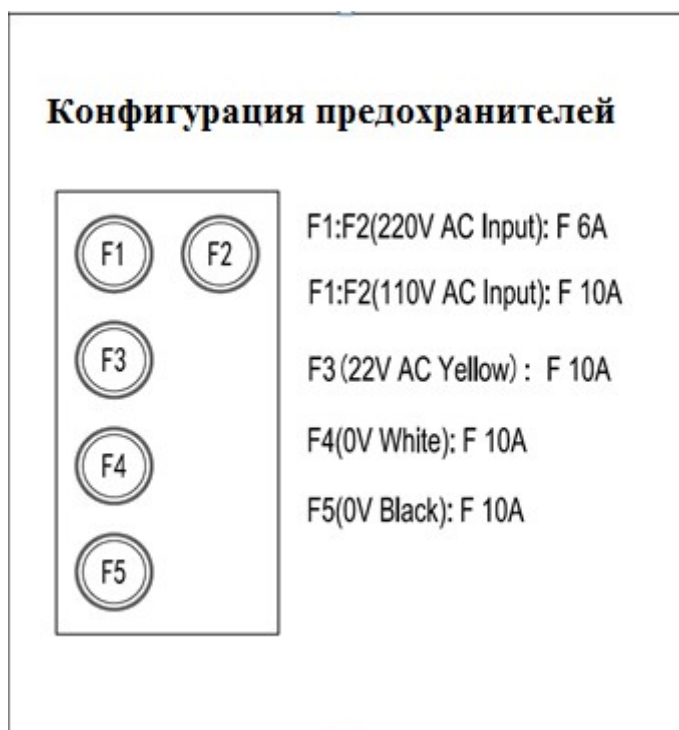 Конфигурация предохранителей
F1 F2
F1:F2(220V AC Input): F 6A
F1:F2(110V AC Input): F 10A
F3
F3(22V AC Yellow): F 10A
F4
F4(0V White): F 10A
F5(0V Black): F 10A
F5